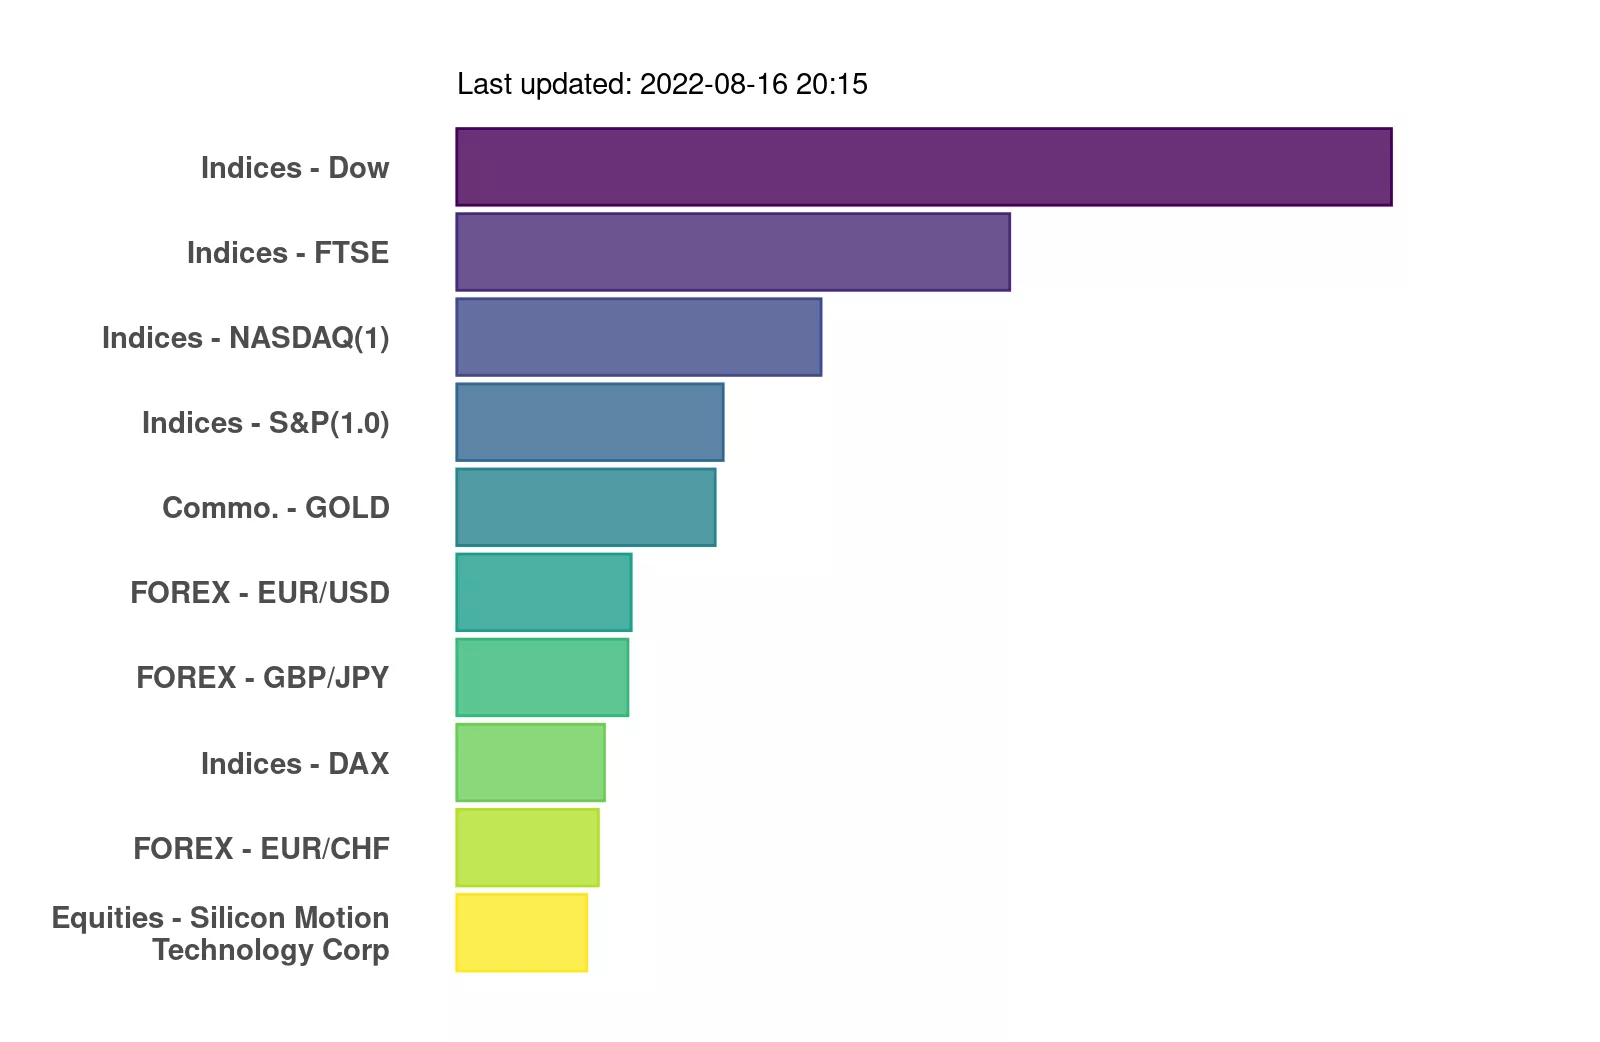 Last updated: 2022-08-16 20:15
Indices - Dow
Indices - FTSE
Indices - NASDAQ(1)
Indices - S&P(1.0)
Commo. - GOLD
FOREX - EUR/USD
FOREX - GBP/JPY
Indices - DAX
FOREX - EUR/CHF
Equities - Silicon Motion
Technology Corp